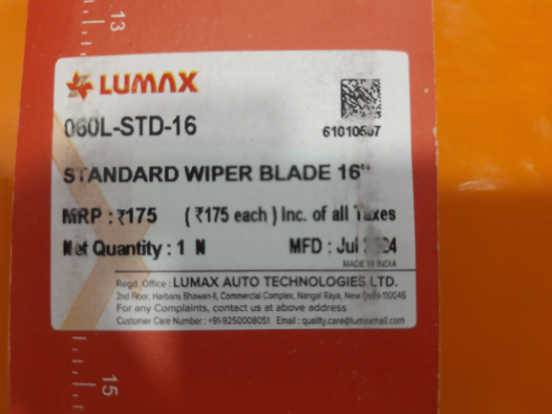 13
LUMAX
060L-STD-16
61010507
STANDARD WIPER BLADE 16"
MRP : ₹175 ( ₹175 each ) Inc. of all Taxes
Net Quantity : 1 N MFD : Jul
MADE IN INDIA
Regd. Office : LUMAX AUTO TECHNOLOGIES LTD.
2nd Floor, Harbans Bhawan-II, Commercial Complex, Nangal Raya, New Delhi-110046
For any Complaints, contact us at above address
Customer Care Number : +91-9250008051 Email : quality.care@lumaxmail.com
15